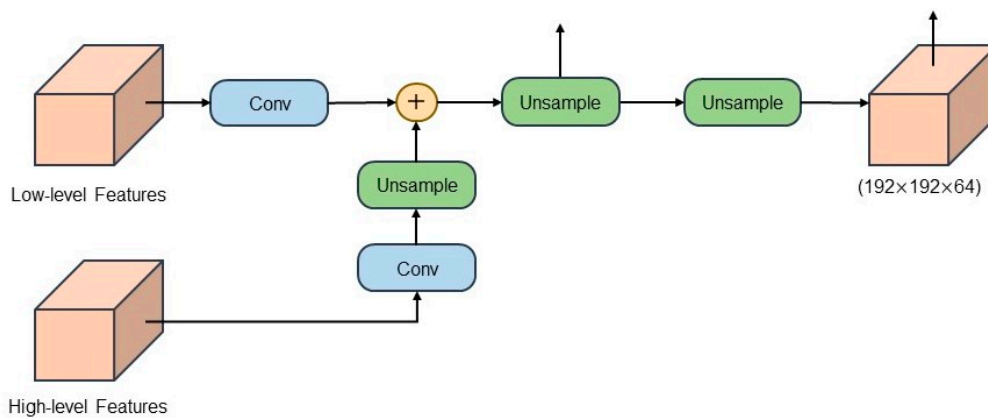 Conv
+
Unsample
Unsample
Low-level Features
Unsample
(192×192×64)
Conv
High-level Features